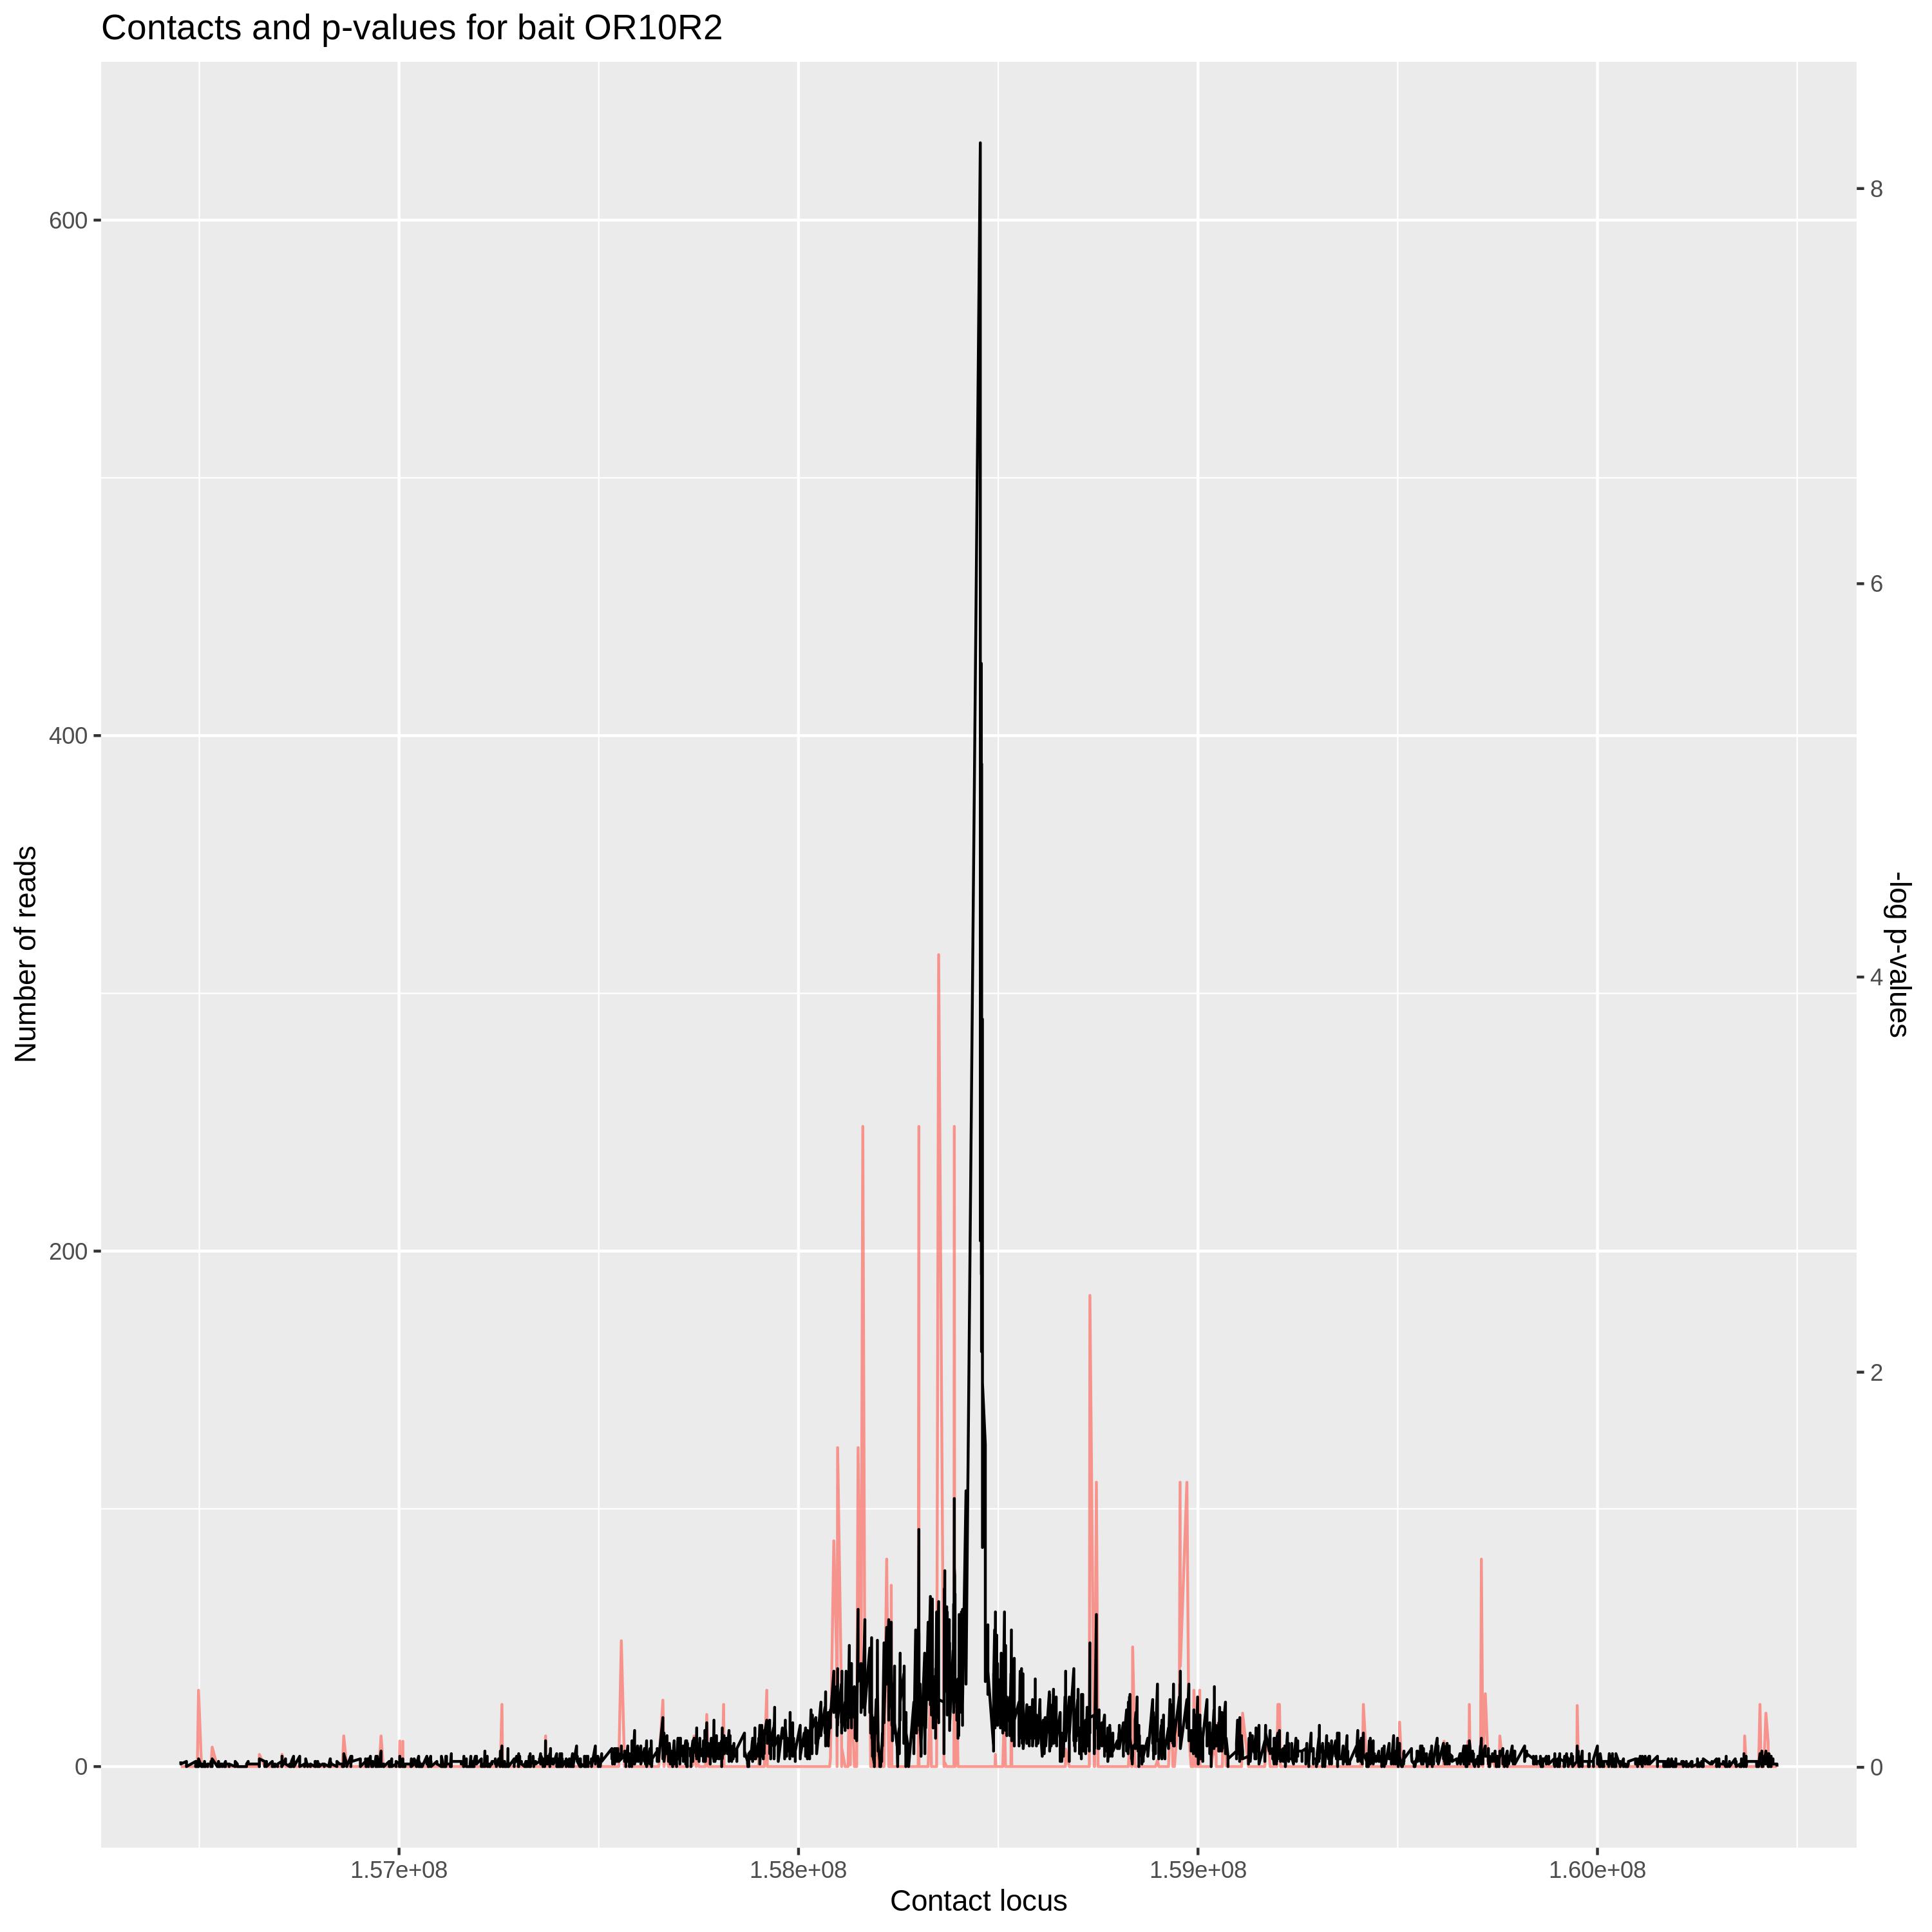 Contacts and p-values for bait OR10R2
600
400
200
0
8
6
4
2
0
Number of reads
-log p-values
1.57e+08 1.58e+08 1.59e+08 1.60e+08
Contact locus